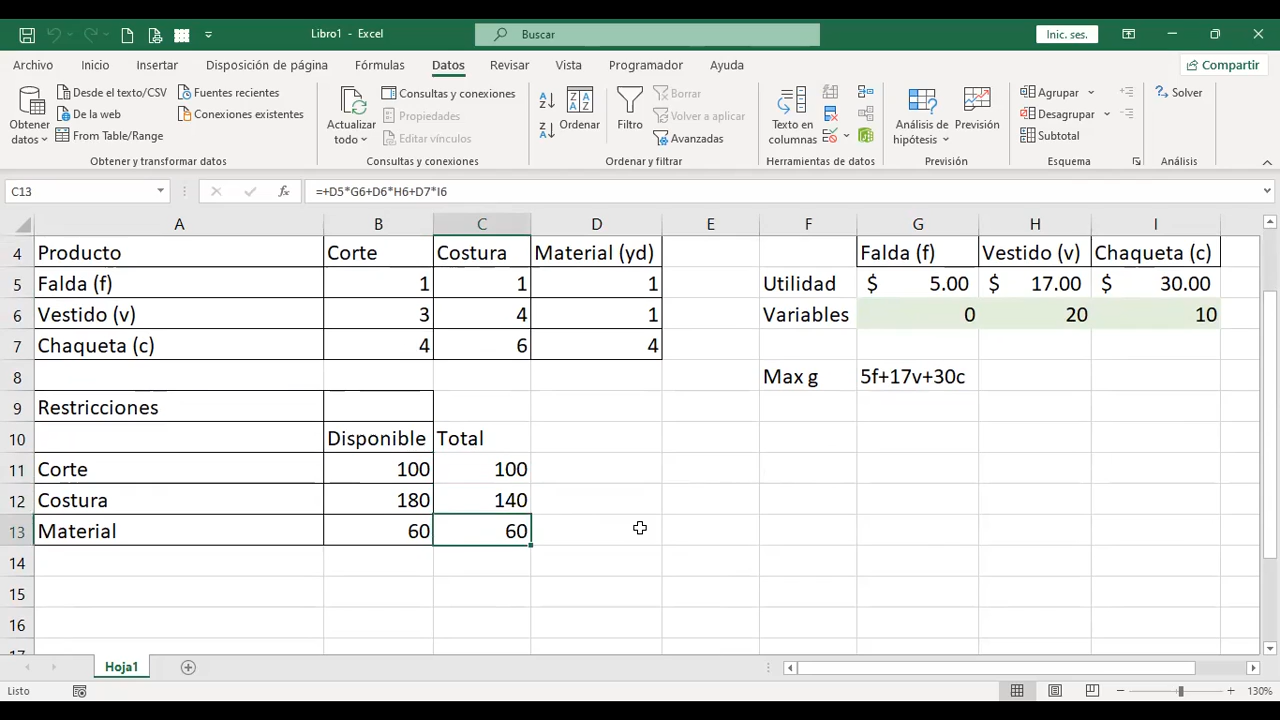 Libro1 - Excel
Buscar
Inic. ses.
Archivo Inicio Insertar Disposición de página Fórmulas Datos Revisar Vista Programador Ayuda
Compartir
Obtener datos
Desde el texto/CSV
De la web
From Table/Range
Fuentes recientes
Conexiones existentes
Obtener y transformar datos
Actualizar todo
Consultas y conexiones
Propiedades
Editar vínculos
Consultas y conexiones
Ordenar
Filtro
Borrar
Volver a aplicar
Avanzadas
Ordenar y filtrar
Texto en columnas
Herramientas de datos
Análisis de hipótesis
Previsión
Previsión
Agrupar
Desagrupar
Subtotal
Esquema
Solver
Análisis
C13 fx =+D5*G6+D6*H6+D7*I6
A B C D E F G H I
4 Producto Corte Costura Material (yd) Falda (f) Vestido (v) Chaqueta (c)
5 Falda (f) 1 1 1 Utilidad $ 5.00 $ 17.00 $ 30.00
6 Vestido (v) 3 4 1 Variables 0 20 10
7 Chaqueta (c) 4 6 4
8 Max g 5f+17v+30c
9 Restricciones
10 Disponible Total
11 Corte 100 100
12 Costura 180 140
13 Material 60 60
14
15
16
17
Hoja1
Listo 130%